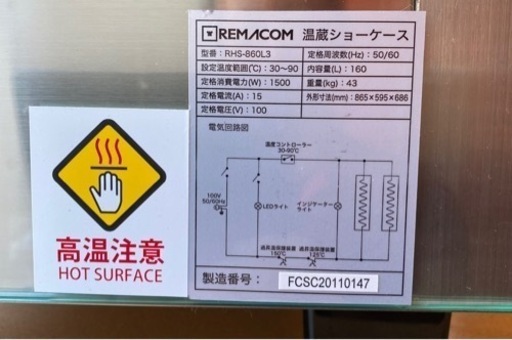 REMACOM 温蔵ショーケース
型番: RHS-860L3
定格周波数(Hz): 50/60
設定温度範囲(℃): 30~90
内容量(L): 160
定格消費電力(W): 1500
重量(kg): 43
定格電流(A): 15
外形寸法(mm): 865×595×686
定格電圧(V): 100
電気回路図
温度コントローラー
30-90℃
100V
50/60Hz
LEDライト
インジケーター
ライト
過昇温保護装置
150℃
過昇温保護装置
125℃
製造番号: FCSC20110147
高温注意
HOT SURFACE